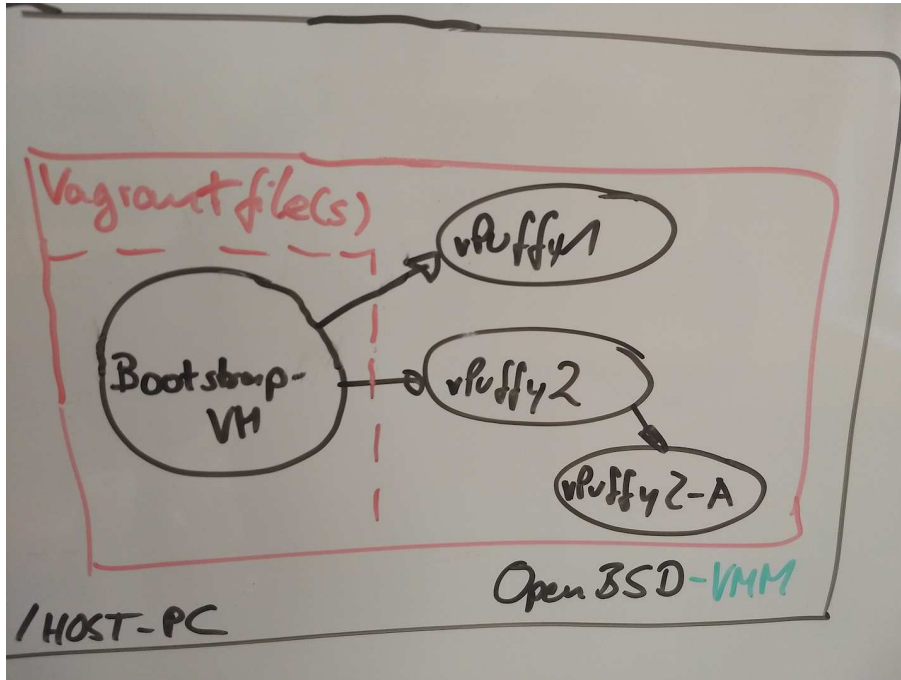 Vagrantfile(s)
vPuffy1
Bootstrap-
VM
vPuffy2
vPuffy2-A
OpenBSD-VMM
/HOST-PC